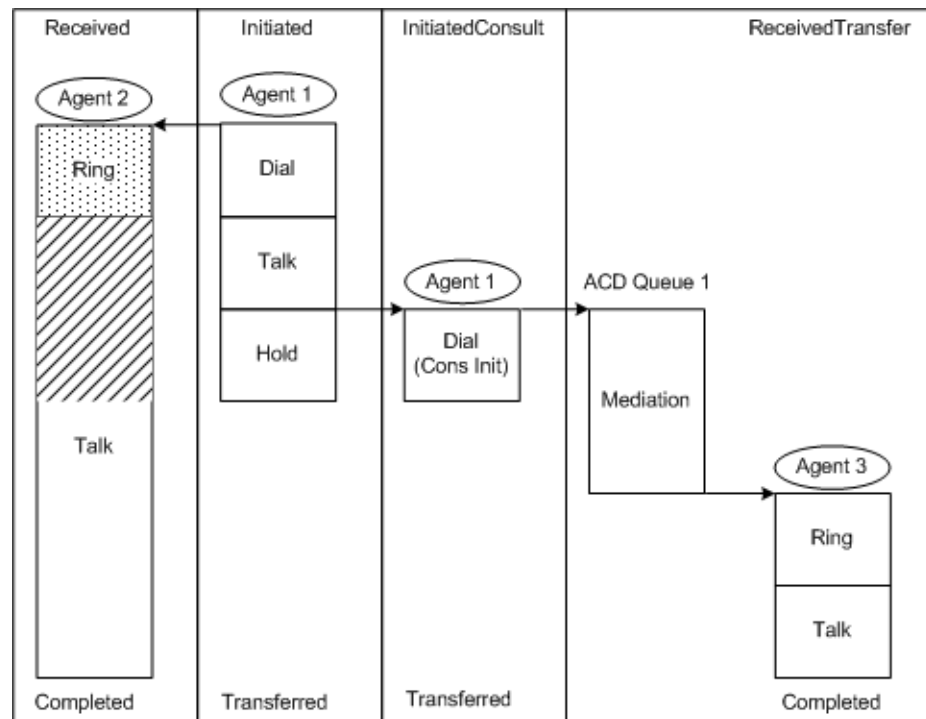 Received
Initiated
InitiatedConsult
ReceivedTransfer
Agent 2
Agent 1
Ring
Dial
Talk
Agent 1
ACD Queue 1
Hold
Dial
(Cons Init)
Mediation
Talk
Agent 3
Ring
Talk
Completed
Transferred
Transferred
Completed